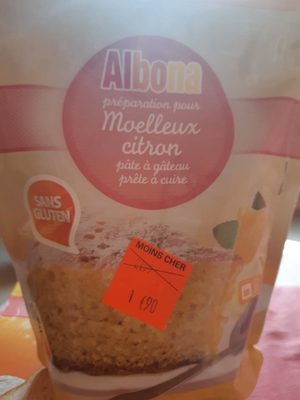 Albona
préparation pour
Moelleux
citron
pâte à gâteau
prête à cuire
SANS
GLUTEN
MOINS CHER
1 €90